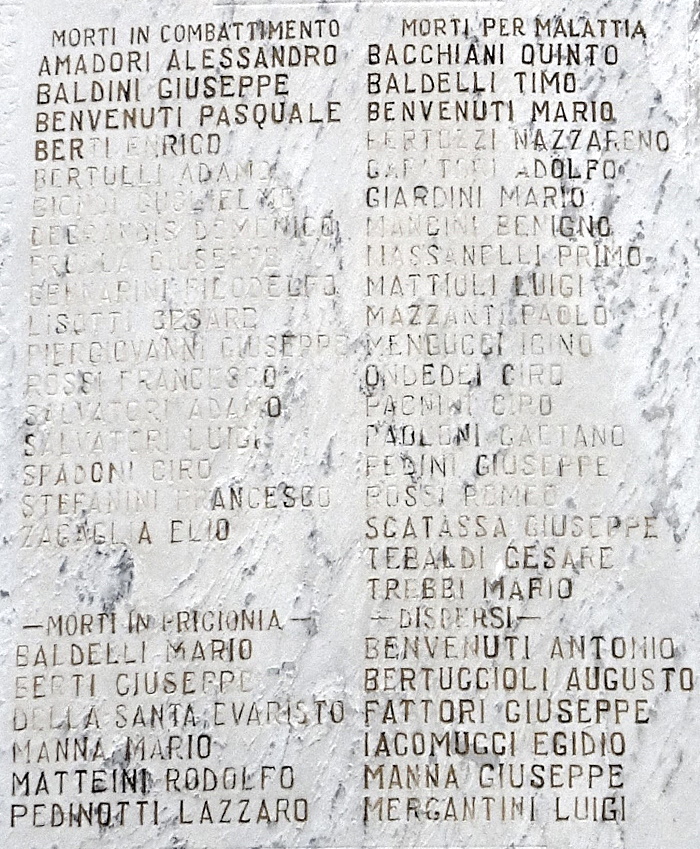 MORTI IN COMBATTIMENTO
AMADORI ALESSANDRO
BALDINI GIUSEPPE
BENVENUTI PASQUALE
BERTI ENRICO
BERTULLI ADAMO
GUGLIELMO
DEGRANDIS DOMENICO
GIUSEPPE
FILODELFO
LISOTTI CESARE
PIERGIOVANNI GIUSEPPE
ROSSI FRANCESCO
SALVATORI ADAMO
SALVATORI LUIGI
SPADONI CIRO
STEFANINI FRANCESCO
ZAGAGLIA ELIO
—MORTI IN PRIGIONIA—
BALDELLI MARIO
BERTI GIUSEPPE
DELLA SANTA EVARISTO
MANNA MARIO
MATTEINI RODOLFO
PEDINOTTI LAZZARO
MORTI PER MALATTIA
BACCHIANI QUINTO
BALDELLI TIMO
BENVENUTI MARIO
BERTOZZI NAZZARENO
ADOLFO
GIARDINI MARIO
MANCINI BENIGNO
MASSANELLI PRIMO
MATTIOLI LUIGI
MAZZANTI PAOLO
MENGUCCI IGINO
ONDEDEI CIRO
PAGNINI CIRO
PAOLONI GAETANO
PEDINI GIUSEPPE
ROSSI ROMEO
SCATASSA GIUSEPPE
TEBALDI CESARE
TREBBI MARIO
—DISPERSI—
BENVENUTI ANTONIO
BERTUCCIOLI AUGUSTO
FATTORI GIUSEPPE
IACOMUCCI EGIDIO
MANNA GIUSEPPE
MERCANTINI LUIGI